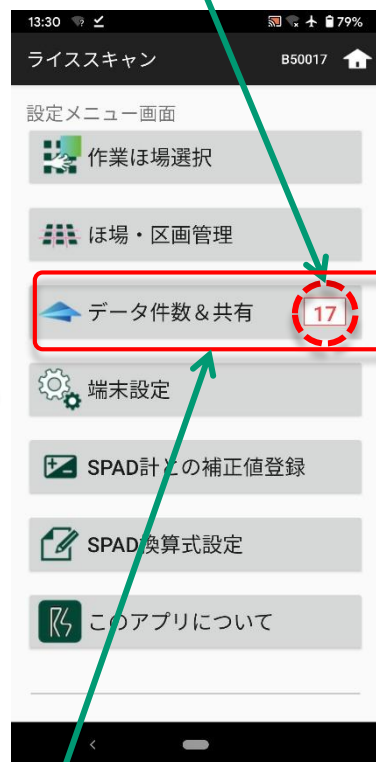 13:30 79%
ライススキャン B50017
設定メニュー画面
作業ほ場選択
ほ場・区画管理
データ件数＆共有 17
端末設定
SPAD計との補正値登録
SPAD換算式設定
このアプリについて